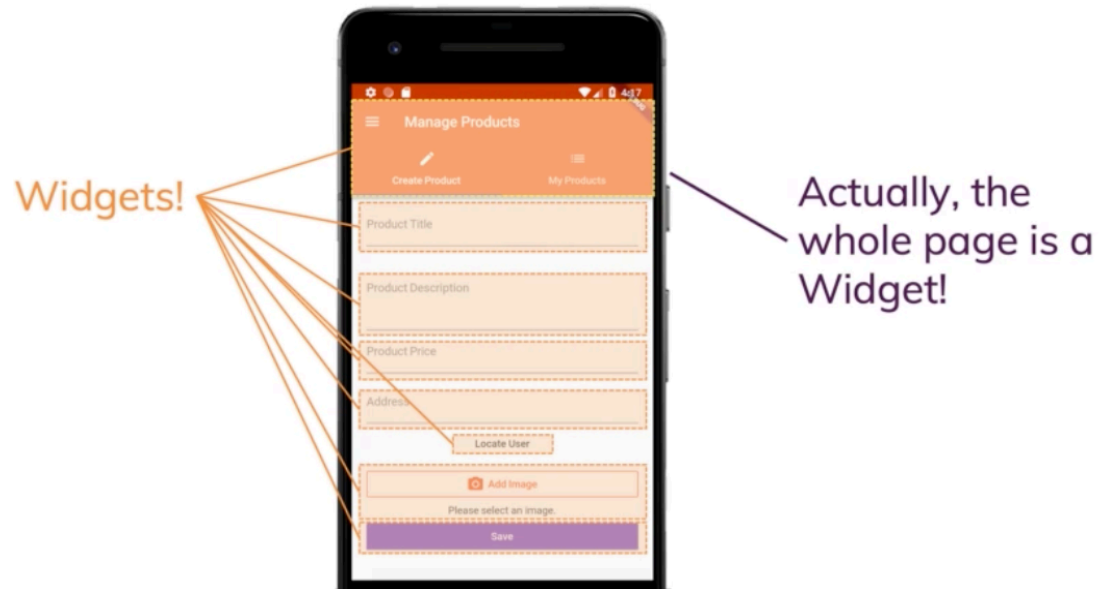 4:17
Manage Products
Create Product
My Products
Widgets!
Actually, the
whole page is a
Widget!
Product Title
Product Description
Product Price
Address
Locate User
Add Image
Please select an image.
Save